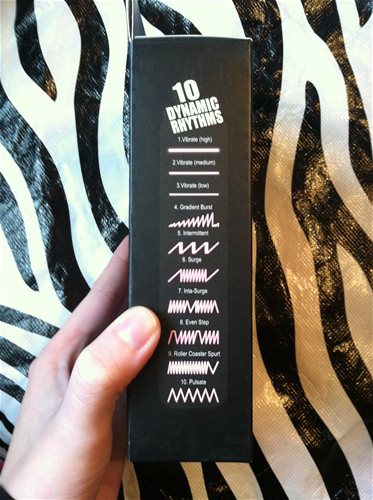 10
DYNAMIC
RHYTHMS
1.Vibrate (high)
2.Vibrate (medium)
3.Vibrate (low)
4. Gradient Burst
5. Intermittent
6. Surge
7. Inta-Surge
8. Even Step
9. Roller Coaster Spurt
10. Pulsate